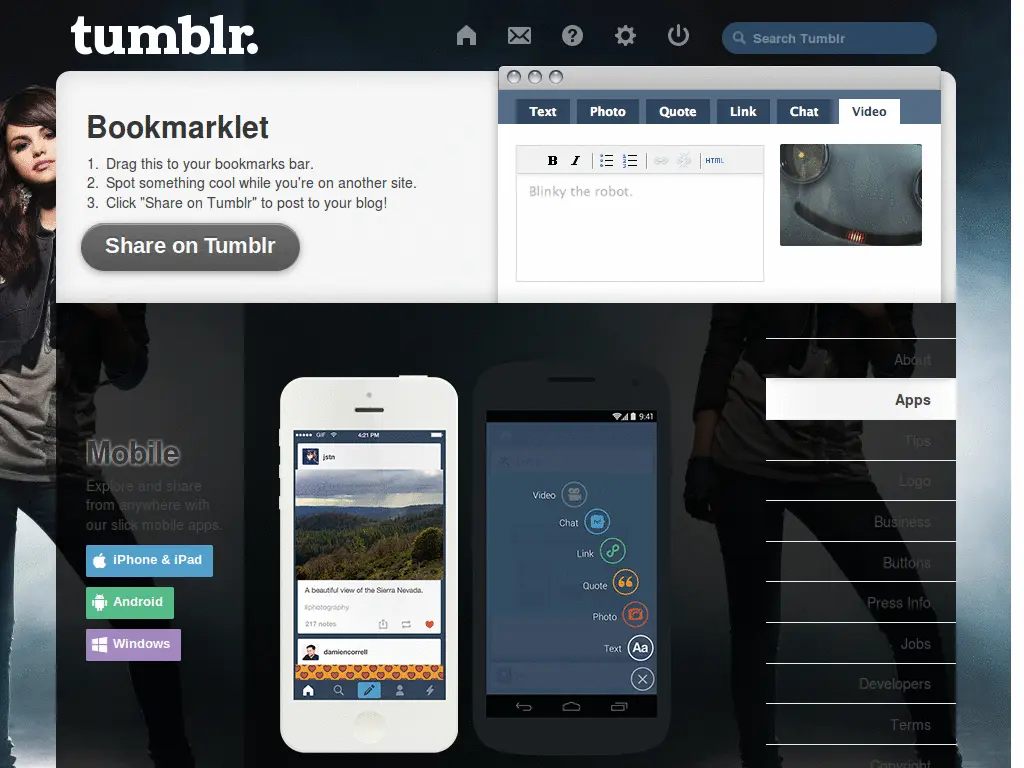 tumblr.
Search Tumblr
Bookmarklet
1. Drag this to your bookmarks bar.
2. Spot something cool while you're on another site.
3. Click "Share on Tumblr" to post to your blog!
Share on Tumblr
Text Photo Quote Link Chat Video
B I HTML
Blinky the robot.
Mobile
Explore and share
from anywhere with
our slick mobile apps.
iPhone & iPad
Android
Windows
GIF 4:21 PM
jstn
A beautiful view of the Sierra Nevada.
#photography
217 notes
damiencorrell
9:41
Video
Chat
Link
Quote
Photo
Text Aa
About
Apps
Tips
Logo
Business
Buttons
Press Info
Jobs
Developers
Terms
Copyright